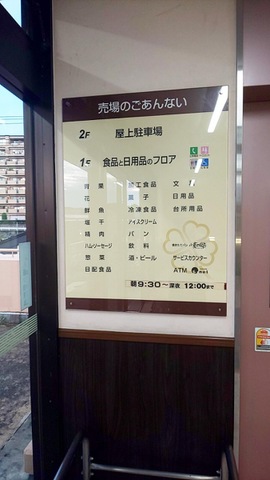 売場のごあんない
2F 屋上駐車場
1F 食品と日用品のフロア
青果 加工食品 文具
花 菓子 日用品
鮮魚 冷凍食品 台所用品
塩干 アイスクリーム
精肉 パン
ハムソーセージ 飲料
惣菜 酒・ビール サービスカウンター
日配食品 ATM
朝9:30～深夜12:00まで